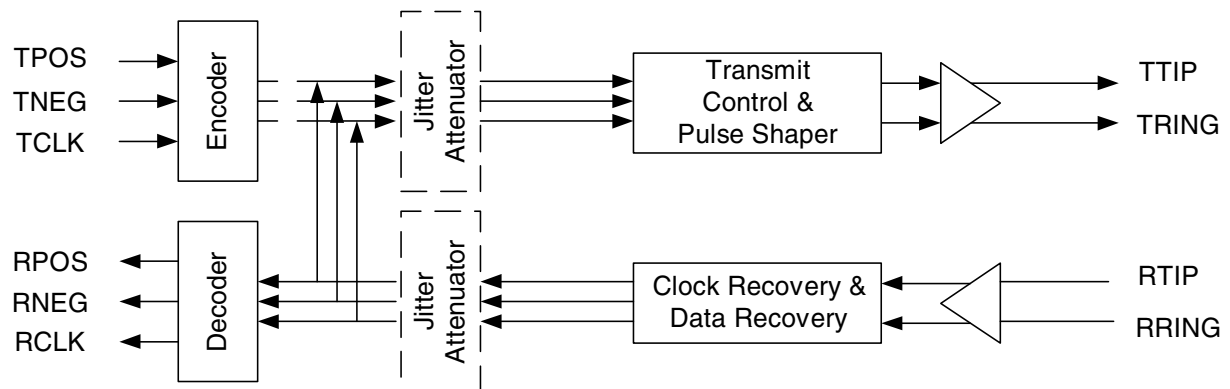 TPOS
TNEG
TCLK
Encoder
Jitter
Attenuator
Transmit
Control &
Pulse Shaper
TTIP
TRING
RPOS
RNEG
RCLK
Decoder
Jitter
Attenuator
Clock Recovery &
Data Recovery
RTIP
RRING